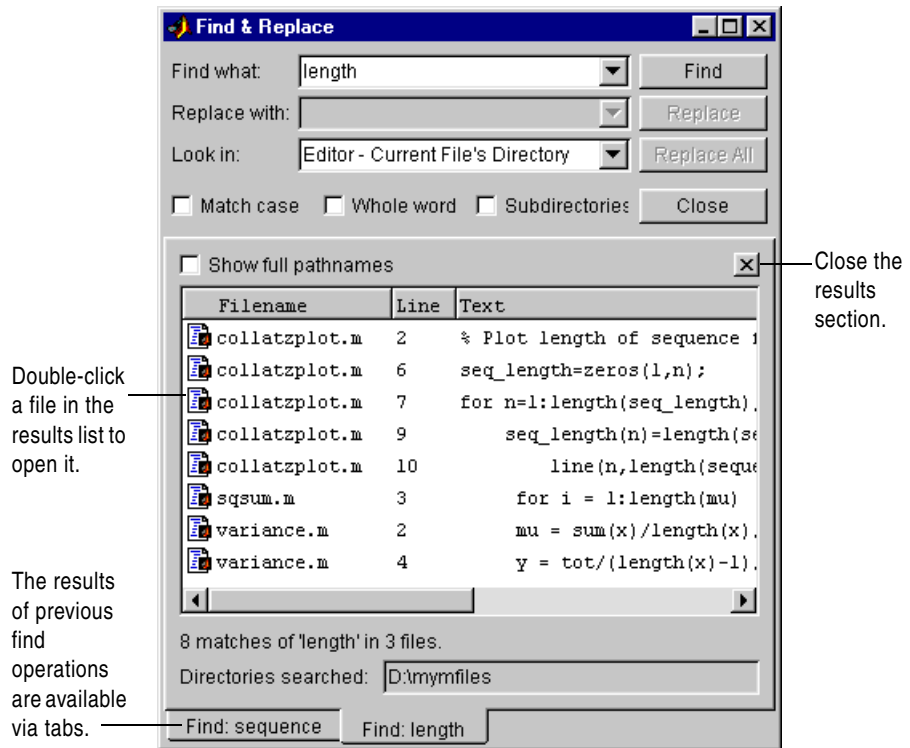 Find & Replace
Find what: length Find
Replace with: Replace
Look in: Editor - Current File's Directory Replace All
Match case Whole word Subdirectories Close
Show full pathnames
Close the
results
section.
Filename Line Text
collatzplot.m 2 % Plot length of sequence
collatzplot.m 6 seq_length=zeros(1,n);
collatzplot.m 7 for n=1:length(seq_length),
collatzplot.m 9 seq_length(n)=length(se
collatzplot.m 10 line(n,length(seque
sqsum.m 3 for i = 1:length(mu)
variance.m 2 mu = sum(x)/length(x),
variance.m 4 y = tot/(length(x)-1),
Double-click
a file in the
results list to
open it.
8 matches of 'length' in 3 files.
Directories searched: D:\mymfiles
The results
of previous
find
operations
are available
via tabs.
Find: sequence Find: length